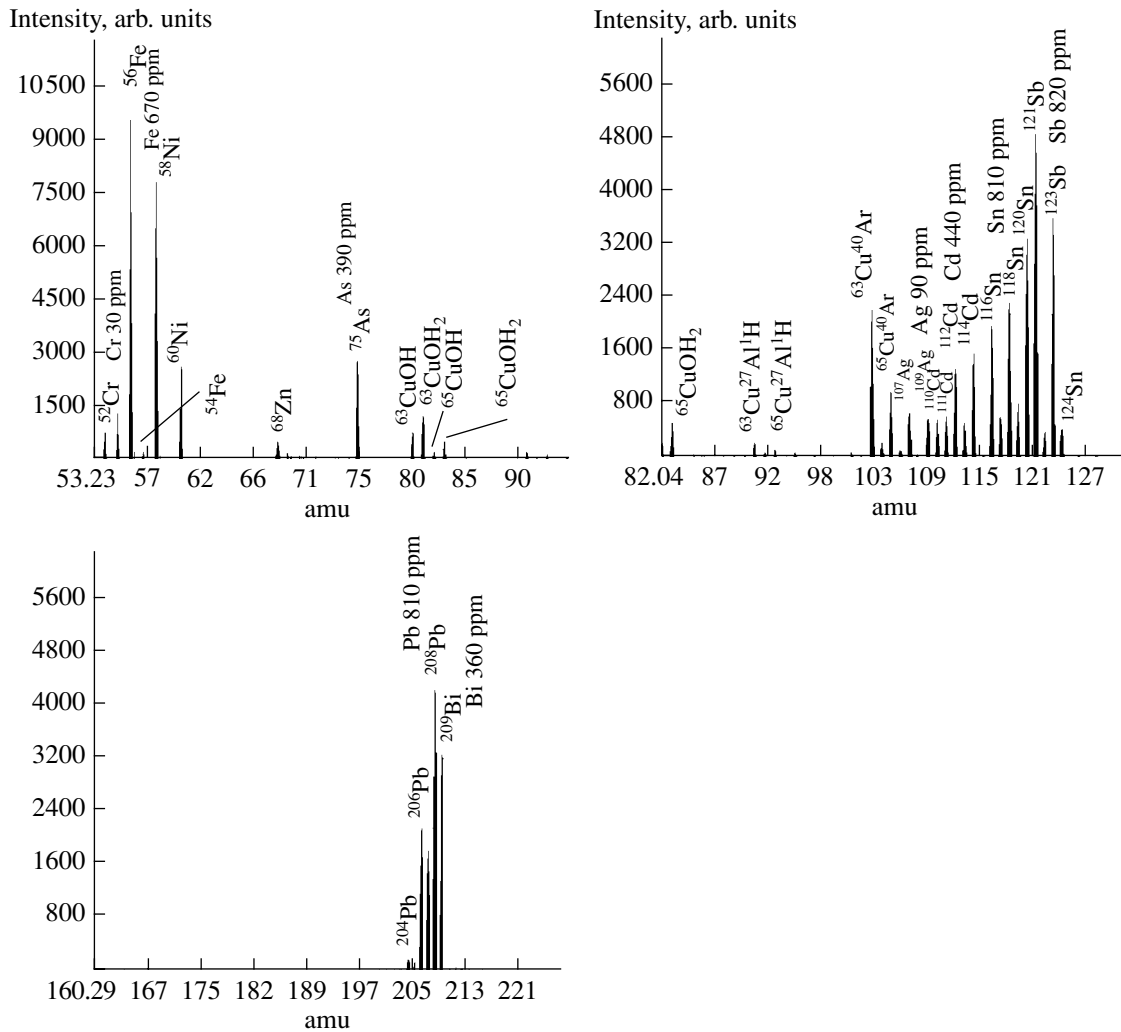 Intensity, arb. units
10500
9000
7500
6000
4500
3000
1500
⁵²Cr
Cr 30 ppm
⁵⁶Fe
Fe 670 ppm
⁵⁸Ni
⁶⁰Ni
⁵⁴Fe
⁶⁸Zn
As 390 ppm
⁷⁵As
⁶³CuOH
⁶³CuOH₂
⁶⁵CuOH
⁶⁵CuOH₂
53.23 57 62 66 71 75 80 85 90
amu
Intensity, arb. units
5600
4800
4000
3200
2400
1600
800
⁶⁵CuOH₂
⁶³Cu²⁷Al¹H
⁶⁵Cu²⁷Al¹H
⁶³Cu⁴⁰Ar
⁶⁵Cu⁴⁰Ar
¹⁰⁷Ag
Ag 90 ppm
¹⁰⁹Ag
¹¹⁰Cd
¹¹¹Cd
¹¹²Cd
Cd 440 ppm
¹¹⁴Cd
¹¹⁶Sn
Sn 810 ppm
¹¹⁸Sn
¹²⁰Sn
¹²¹Sb
Sb 820 ppm
¹²³Sb
¹²⁴Sn
82.04 87 92 98 103 109 115 121 127
amu
5600
4800
4000
3200
2400
1600
800
²⁰⁴Pb
²⁰⁶Pb
Pb 810 ppm
²⁰⁸Pb
²⁰⁹Bi
Bi 360 ppm
160.29 167 175 182 189 197 205 213 221
amu